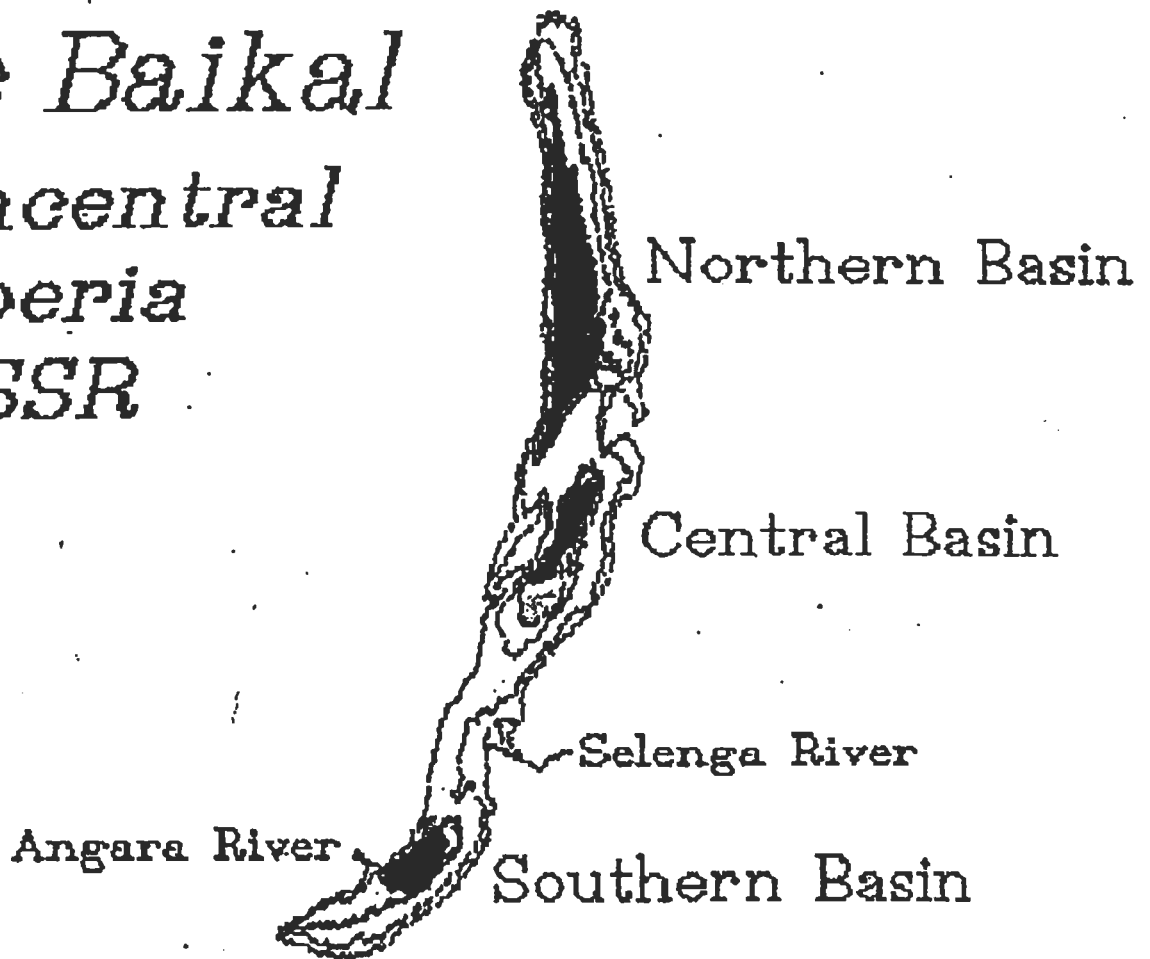 Baikal
central
eria
SSR
Northern Basin
Central Basin
Selenga River
Angara River
Southern Basin